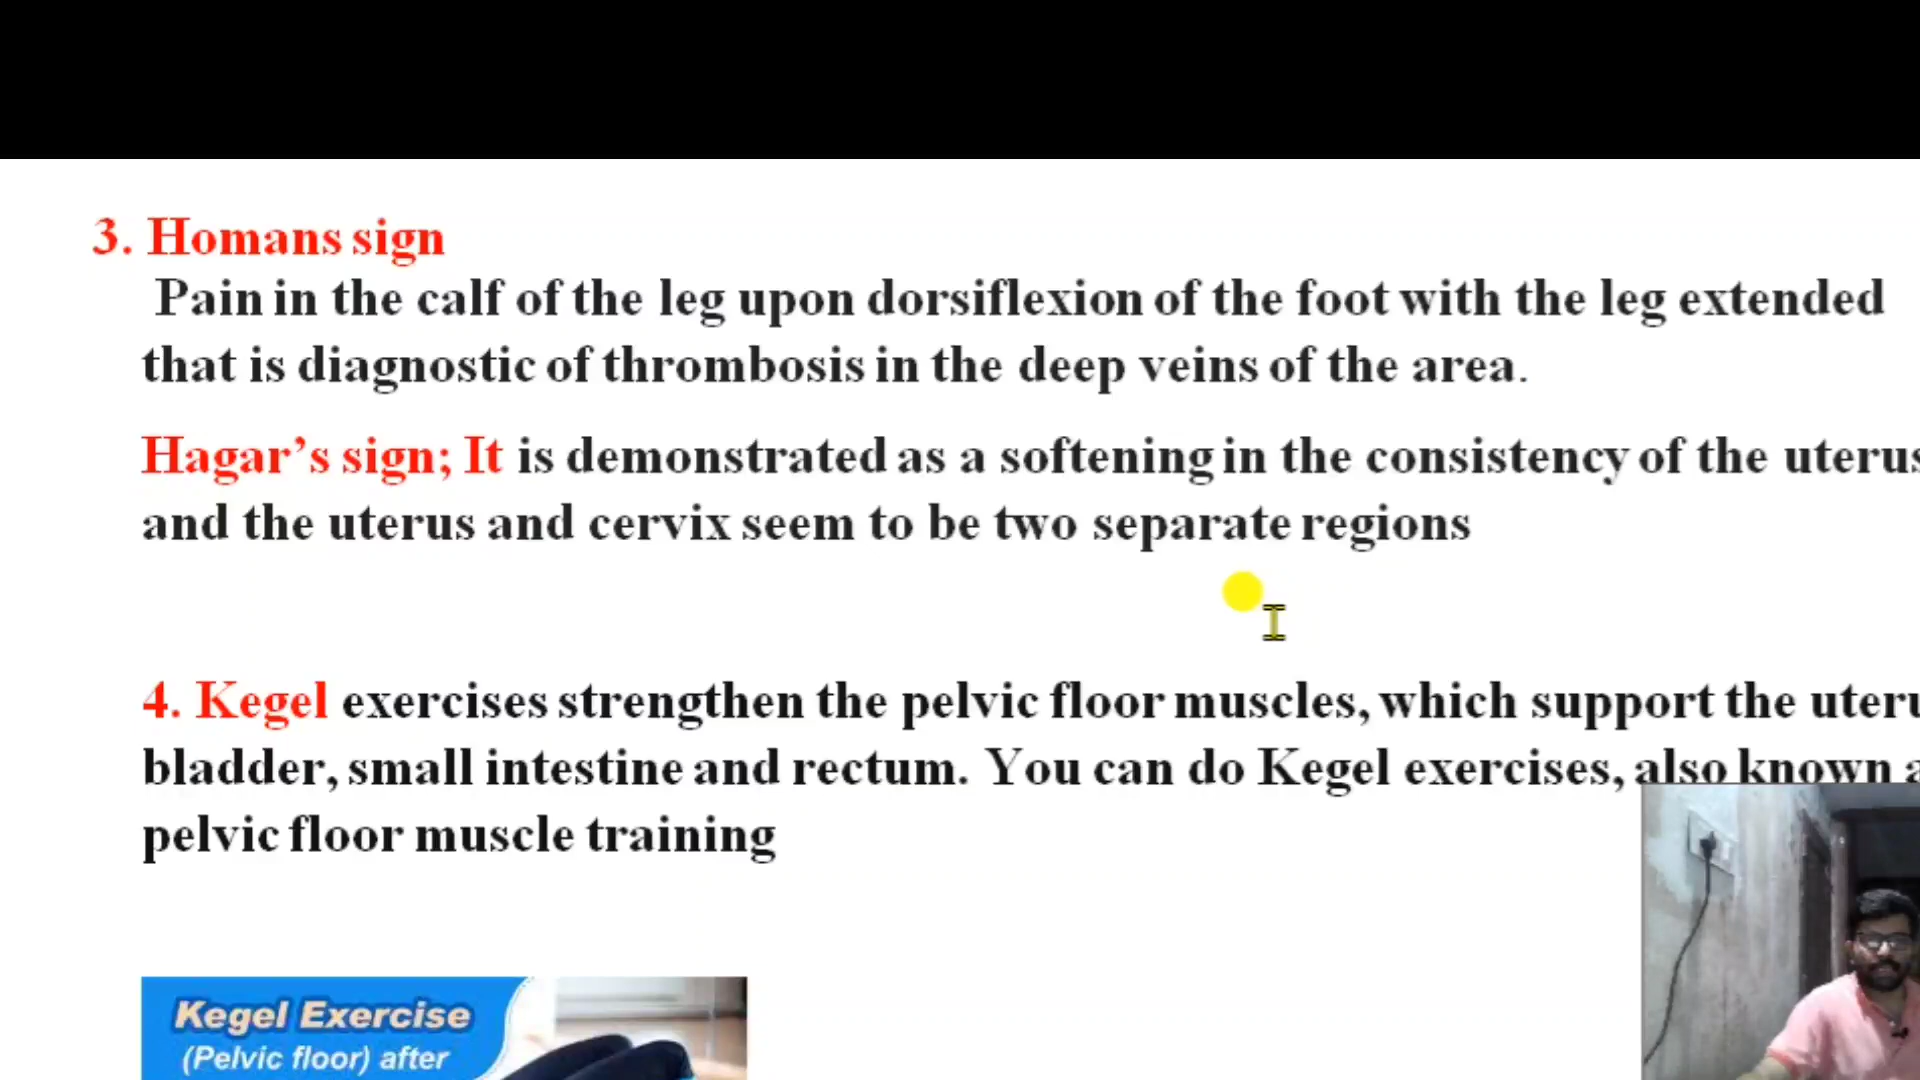 3. Homans sign
Pain in the calf of the leg upon dorsiflexion of the foot with the leg extended
that is diagnostic of thrombosis in the deep veins of the area.
Hagar's sign; It is demonstrated as a softening in the consistency of the uterus
and the uterus and cervix seem to be two separate regions
4. Kegel exercises strengthen the pelvic floor muscles, which support the
bladder, small intestine and rectum. You can do Kegel exercises, also known
pelvic floor muscle training
Kegel Exercise
(Pelvic floor) after